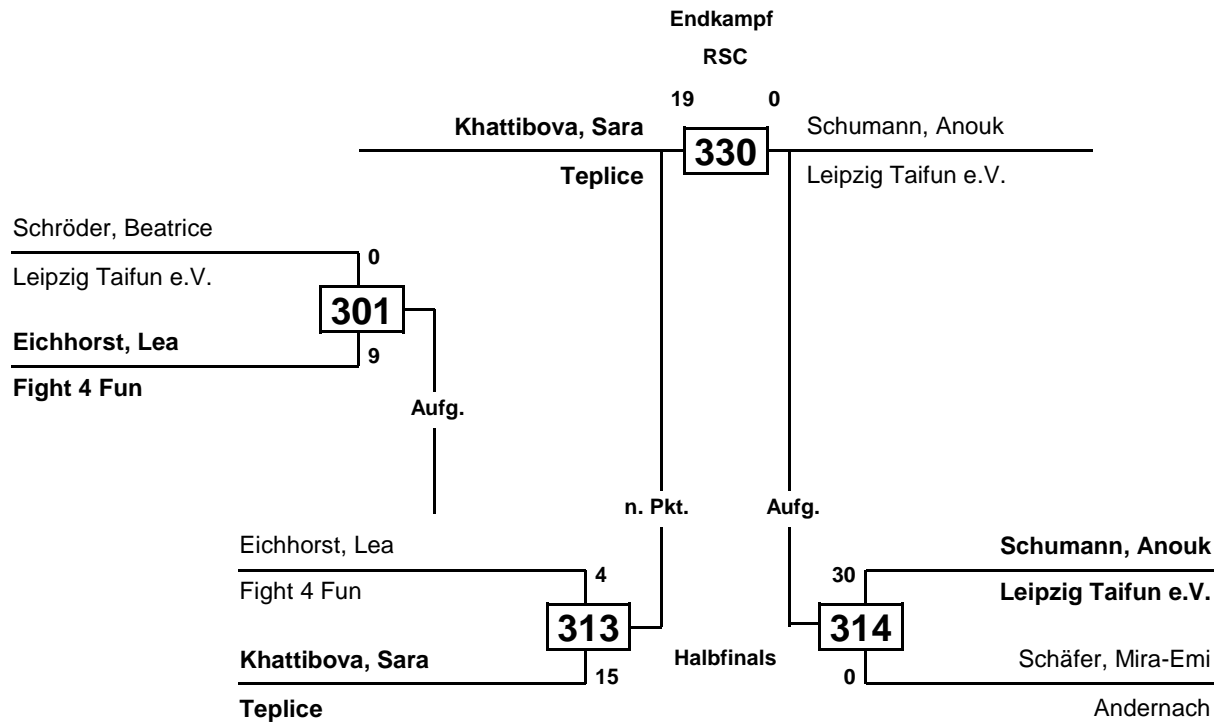 Endkampf
RSC
19 0
Khattibova, Sara 330 Schumann, Anouk
Teplice Leipzig Taifun e.V.
Schröder, Beatrice
0
Leipzig Taifun e.V.
301
Eichhorst, Lea
9
Fight 4 Fun
Aufg.
n. Pkt. Aufg.
Eichhorst, Lea Schumann, Anouk
4 30
Fight 4 Fun Leipzig Taifun e.V.
313 314
Khattibova, Sara Halbfinals Schäfer, Mira-Emi
15 0
Teplice Andernach